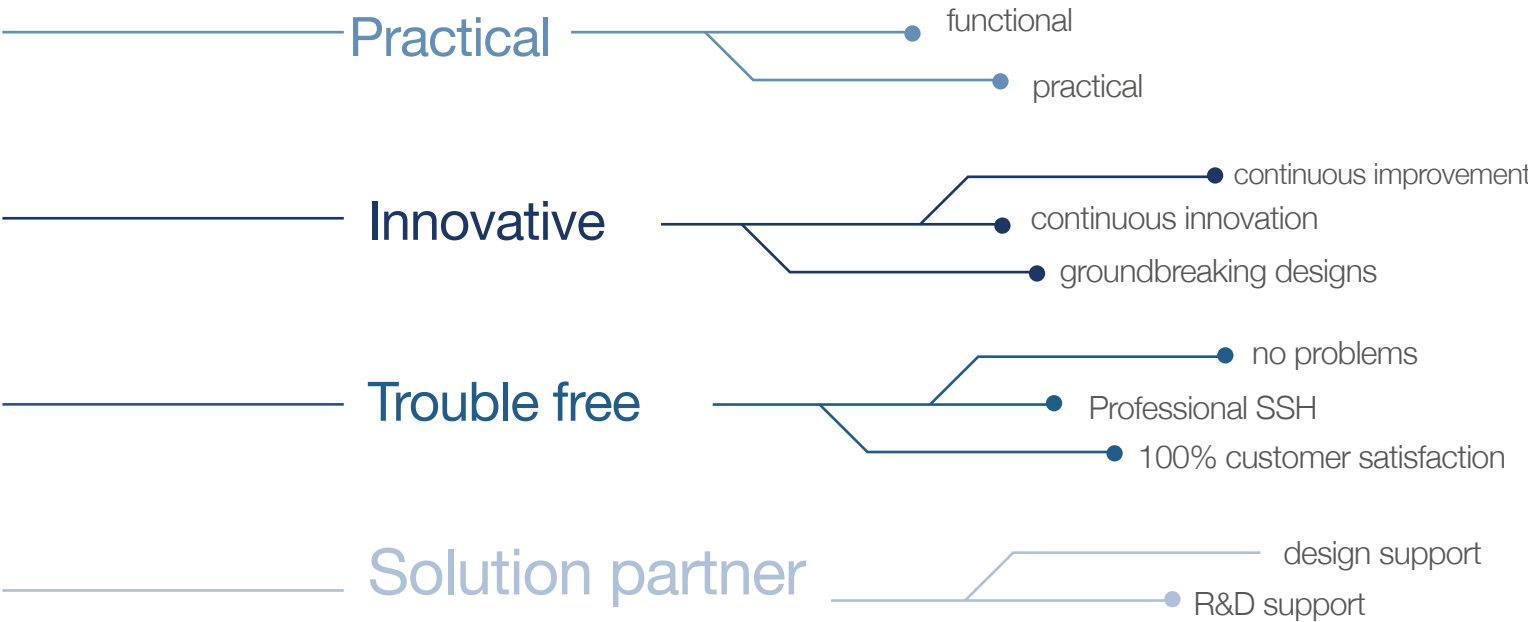 Practical
functional
practical
Innovative
continuous improvement
continuous innovation
groundbreaking designs
Trouble free
no problems
Professional SSH
100% customer satisfaction
Solution partner
design support
R&D support